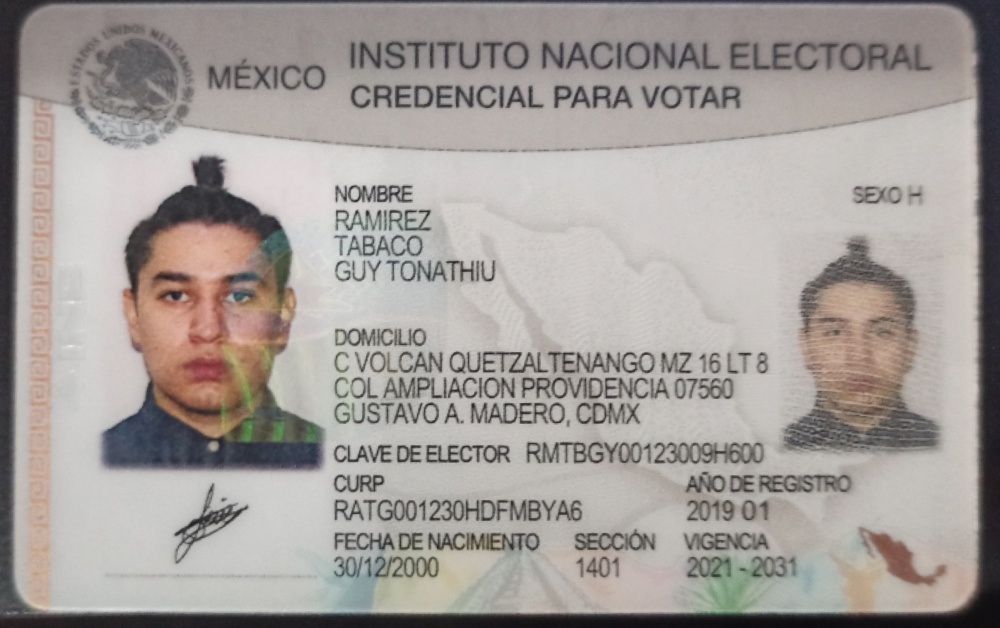 ESTADOS UNIDOS MEXICANOS
MÉXICO
INSTITUTO NACIONAL ELECTORAL
CREDENCIAL PARA VOTAR
NOMBRE
RAMIREZ
TABACO
GUY TONATHIU
SEXO H
DOMICILIO
C VOLCAN QUETZALTENANGO MZ 16 LT 8
COL AMPLIACION PROVIDENCIA 07560
GUSTAVO A. MADERO, CDMX
CLAVE DE ELECTOR RMTBGY00123009H600
CURP
RATG001230HDFMBYA6
AÑO DE REGISTRO
2019 01
FECHA DE NACIMIENTO
30/12/2000
SECCIÓN
1401
VIGENCIA
2021 - 2031